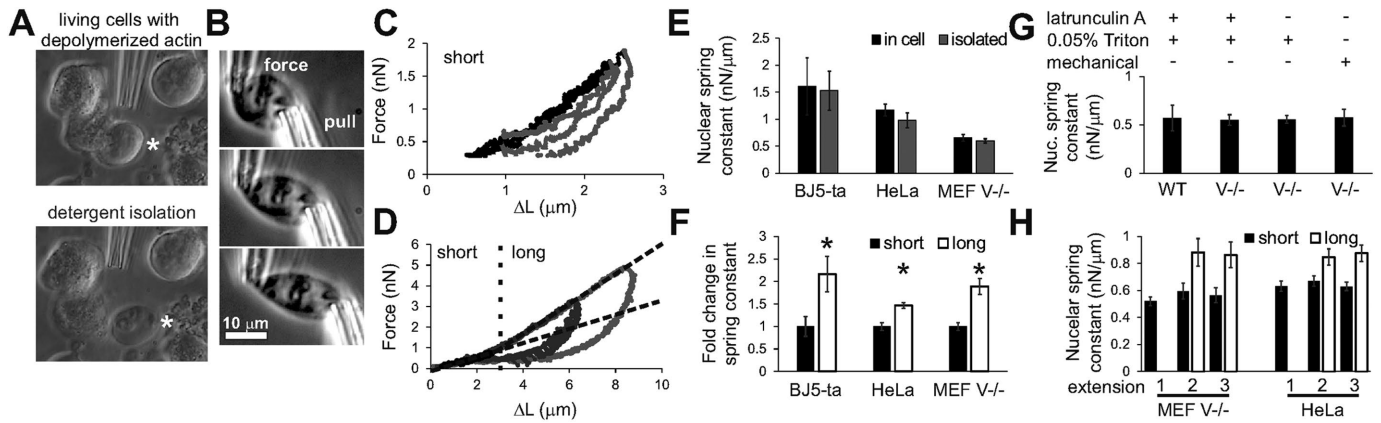 A
living cells with
depolymerized actin
*
detergent isolation
*
B
force
pull
10 μm
C
short
Force (nN)
2
1.5
1
0.5
0
0 1 2 3
ΔL (μm)
D
short long
Force (nN)
6
5
4
3
2
1
0
0 2 4 6 8 10
ΔL (μm)
E
in cell isolated
Nuclear spring
constant (nN/μm)
2.5
2
1.5
1
0.5
0
BJ5-ta HeLa MEF V-/-
F
short long
Fold change in
spring constant
3
2.5
2
1.5
1
0.5
0
* * *
BJ5-ta HeLa MEF V-/-
G
latrunculin A + + - -
0.05% Triton + + + -
mechanical - - - +
Nuc. spring
constant
(nN/μm)
1
0.5
0
WT V-/- V-/- V-/-
H
short long
Nucelar spring
constant (nN/μm)
1
0.8
0.6
0.4
0.2
0
extension 1 2 3 1 2 3
MEF V-/- HeLa